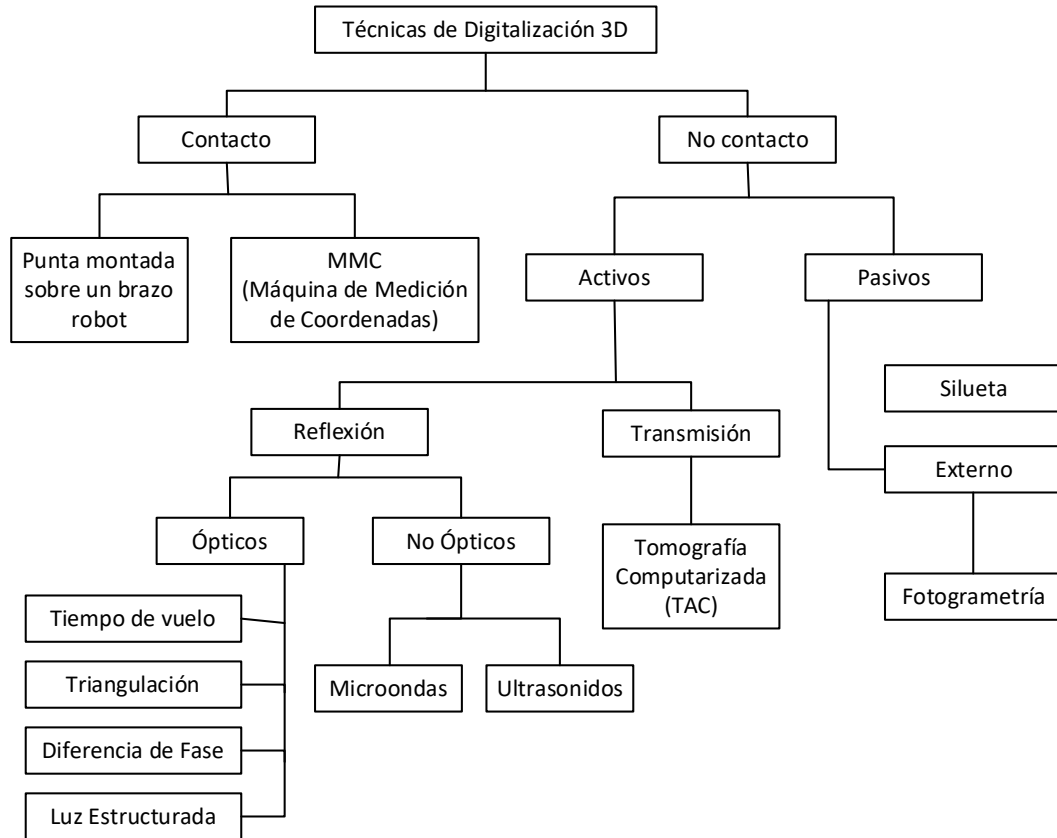 Técnicas de Digitalización 3D
Contacto
No contacto
Punta montada
sobre un brazo
robot
MMC
(Máquina de Medición
de Coordenadas)
Activos
Pasivos
Silueta
Reflexión
Transmisión
Externo
Ópticos
No Ópticos
Tomografía
Computarizada
(TAC)
Fotogrametría
Tiempo de vuelo
Triangulación
Microondas
Ultrasonidos
Diferencia de Fase
Luz Estructurada